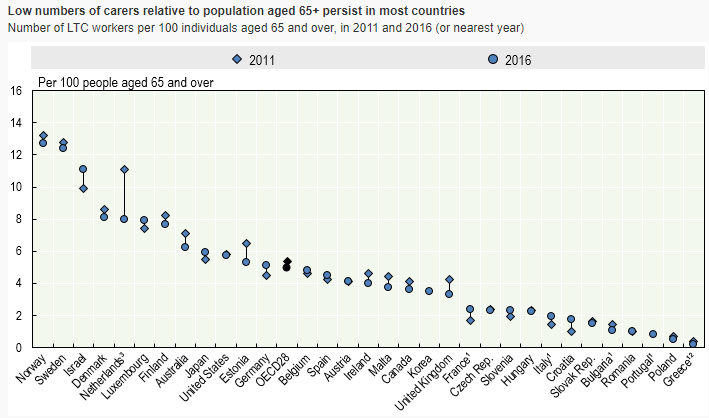 Low numbers of carers relative to population aged 65+ persist in most countries
Number of LTC workers per 100 individuals aged 65 and over, in 2011 and 2016 (or nearest year)
2011
2016
Per 100 people aged 65 and over
16
14
12
10
8
6
4
2
0
Norway
Sweden
Israel
Denmark
Netherlands³
Luxembourg
Finland
Australia
Japan
United States
Estonia
Germany
OECD28
Belgium
Spain
Austria
Ireland
Malta
Canada
Korea
United Kingdom
France¹
Czech Rep.
Slovenia
Hungary
Italy¹
Croatia
Slovak Rep.
Bulgaria¹
Romania
Portugal¹
Poland
Greece¹²